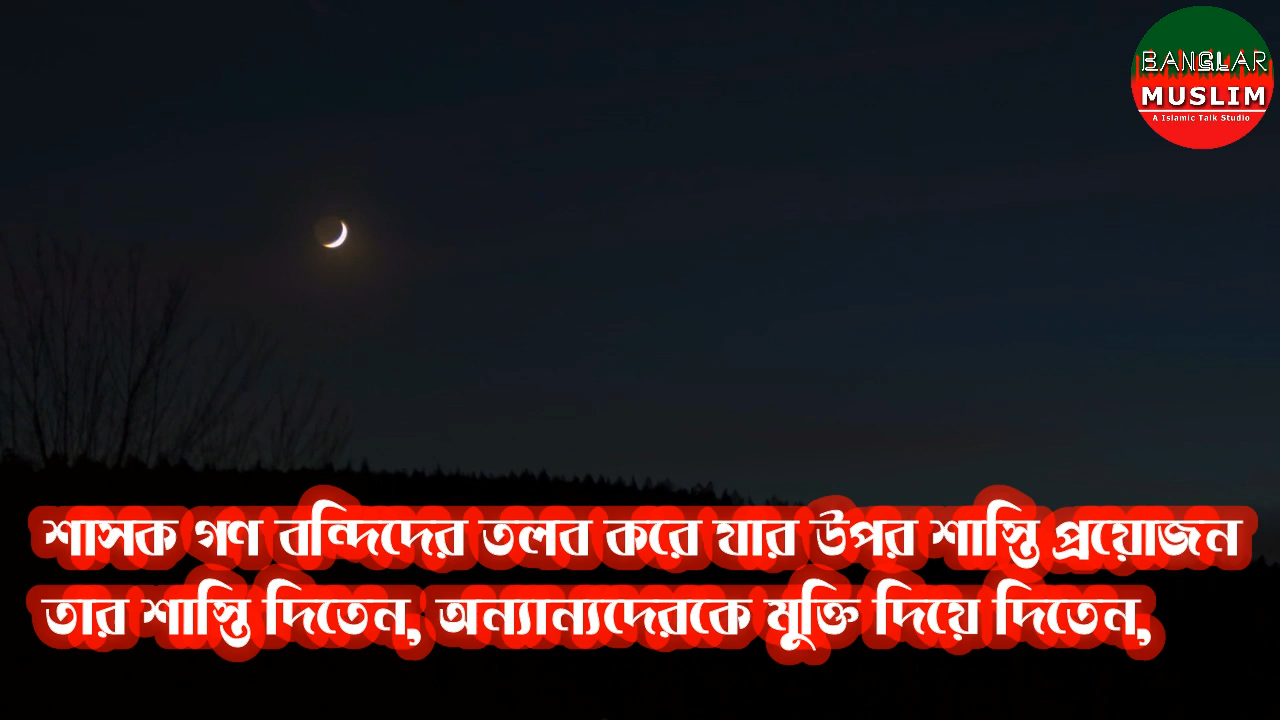 BANGLAR
MUSLIM
A Islamic Talk Studio
শাসক গণ বন্দিদের তলব করে যার উপর শাস্তি প্রয়োজন
তার শাস্তি দিতেন, অন্যান্যদেরকে মুক্তি দিয়ে দিতেন,